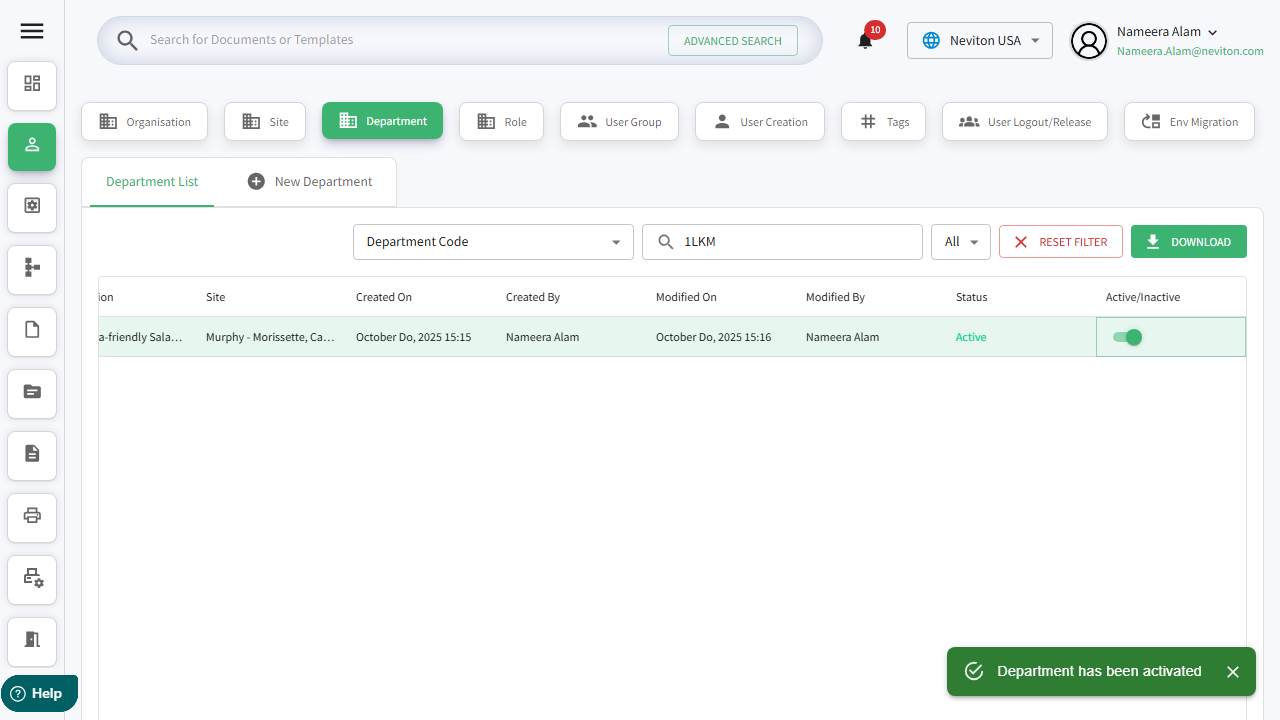 Search for Documents or Templates
ADVANCED SEARCH
10
Neviton USA
Nameera Alam
Nameera.Alam@neviton.com
Organisation
Site
Department
Role
User Group
User Creation
Tags
User Logout/Release
Env Migration
Department List
New Department
Department Code
1LKM
All
RESET FILTER
DOWNLOAD
ion Site Created On Created By Modified On Modified By Status Active/Inactive
a-friendly Sala… Murphy - Morissette, Ca… October Do, 2025 15:15 Nameera Alam October Do, 2025 15:16 Nameera Alam Active
Department has been activated
Help